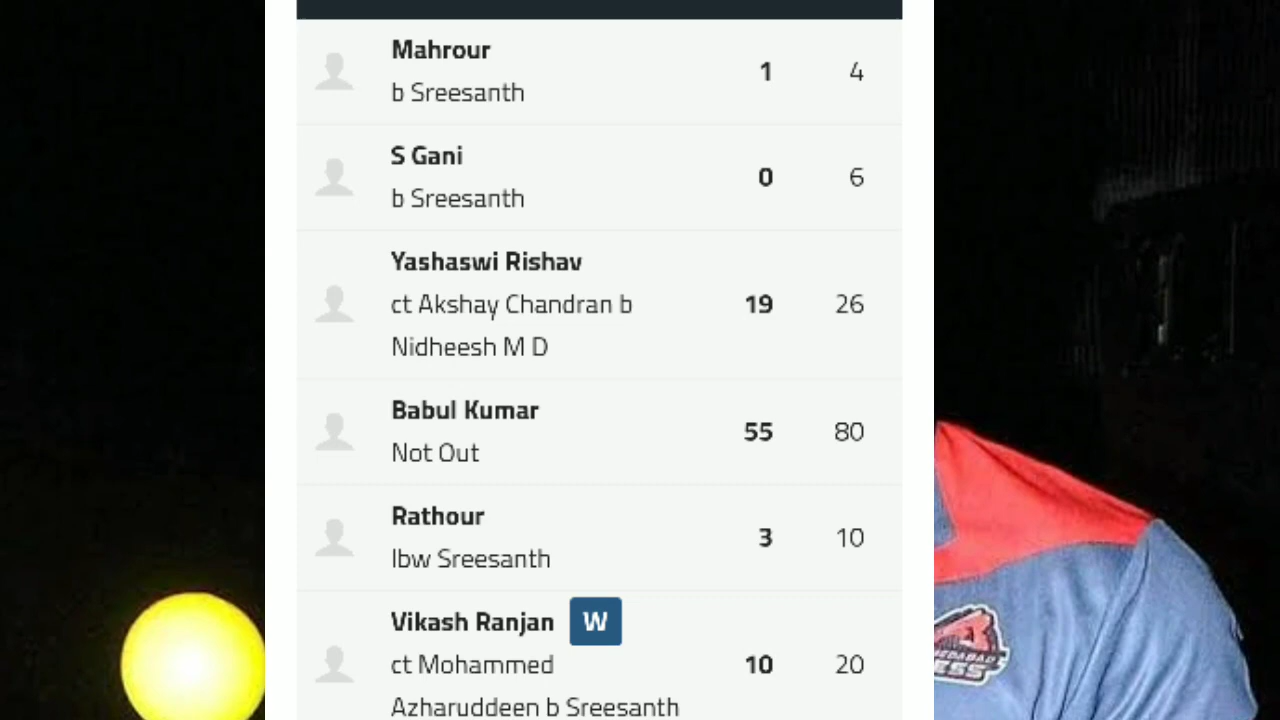 Mahrour
b Sreesanth
1 4
S Gani
b Sreesanth
0 6
Yashaswi Rishav
ct Akshay Chandran b
Nidheesh M D
19 26
Babul Kumar
Not Out
55 80
Rathour
lbw Sreesanth
3 10
Vikash Ranjan W
ct Mohammed
Azharuddeen b Sreesanth
10 20